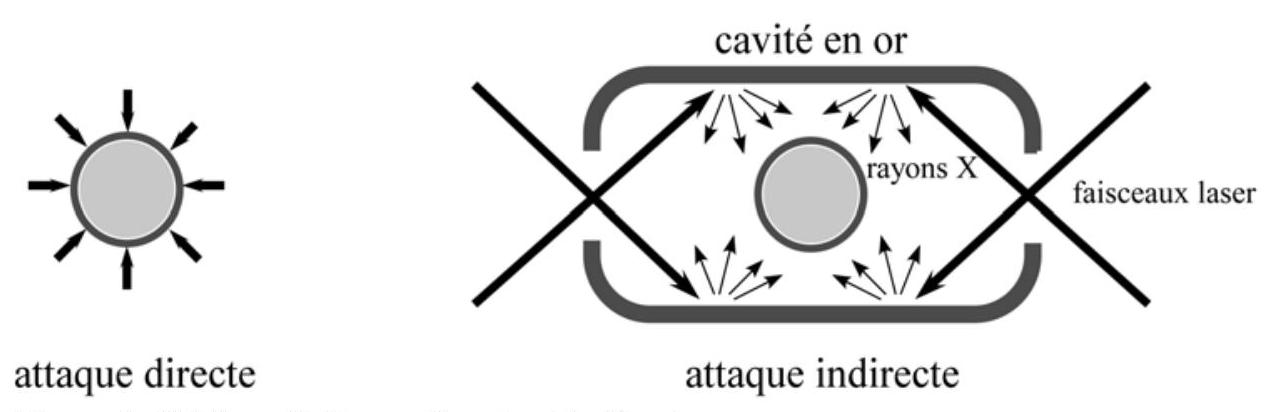 cavité en or
rayons X
faisceaux laser
attaque directe
attaque indirecte